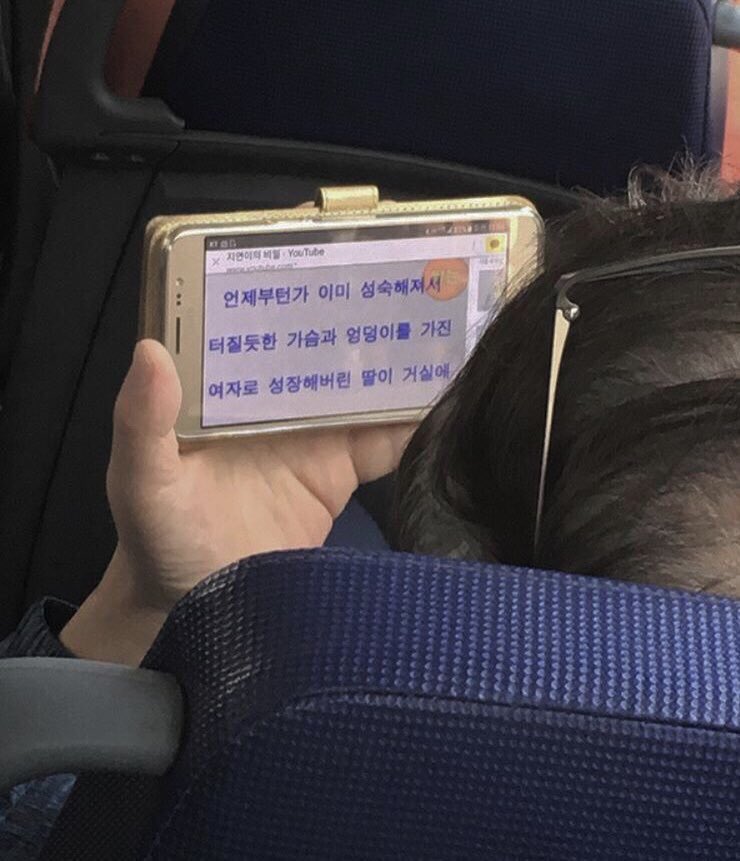 지연이의 비밀 - YouTube
언제부턴가 이미 성숙해져서
터질듯한 가슴과 엉덩이를 가진
여자로 성장해버린 딸이 거실에